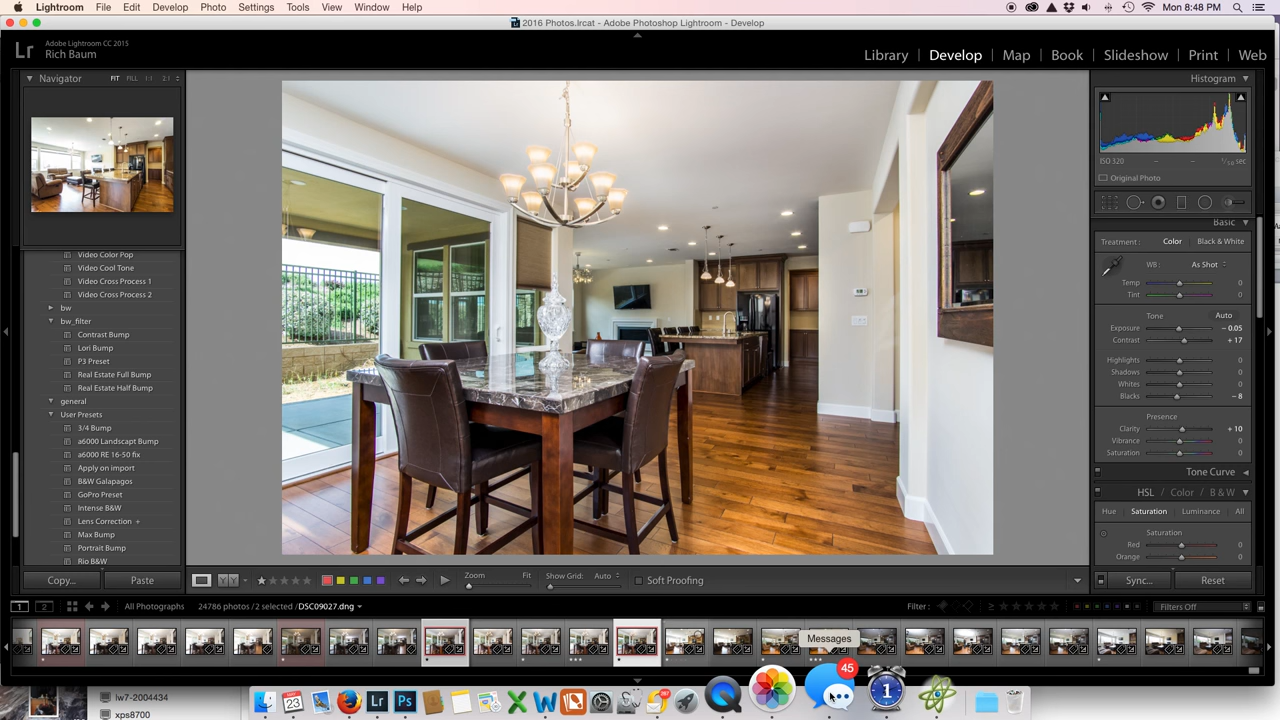 Lightroom File Edit Develop Photo Settings Tools View Window Help Mon 8:48 PM
2016 Photos.lrcat - Adobe Photoshop Lightroom - Develop
Lr Adobe Lightroom CC 2015
Rich Baum
Library | Develop | Map | Book | Slideshow | Print | Web
Navigator FIT FILL 1:1 2:1
Histogram
ISO 320
Original Photo
Basic
Treatment: Color Black & White
WB: As Shot
Temp 0
Tint 0
Tone Auto
Exposure - 0.05
Contrast + 17
Highlights 0
Shadows 0
Whites 0
Blacks - 8
Presence
Clarity + 10
Vibrance 0
Saturation 0
Tone Curve
HSL / Color / B & W
Hue Saturation Luminance All
Saturation
Red 0
Orange 0
Sync... Reset
Video Color Pop
Video Cool Tone
Video Cross Process 1
Video Cross Process 2
bw
bw_filter
Contrast Bump
Lori Bump
P3 Preset
Real Estate Full Bump
Real Estate Half Bump
general
User Presets
3/4 Bump
a6000 Landscapt Bump
a6000 RE 16-50 fix
Apply on import
B&W Galapagos
GoPro Preset
Intense B&W
Lens Correction +
Max Bump
Portrait Bump
Rio B&W
Copy... Paste
Zoom Fit Show Grid: Auto Soft Proofing
1 2 All Photographs 24786 photos / 2 selected / DSC09027.dng Filter: Filters Off
Messages
45
23
Lr Ps
1
lw7-2004434
xps8700